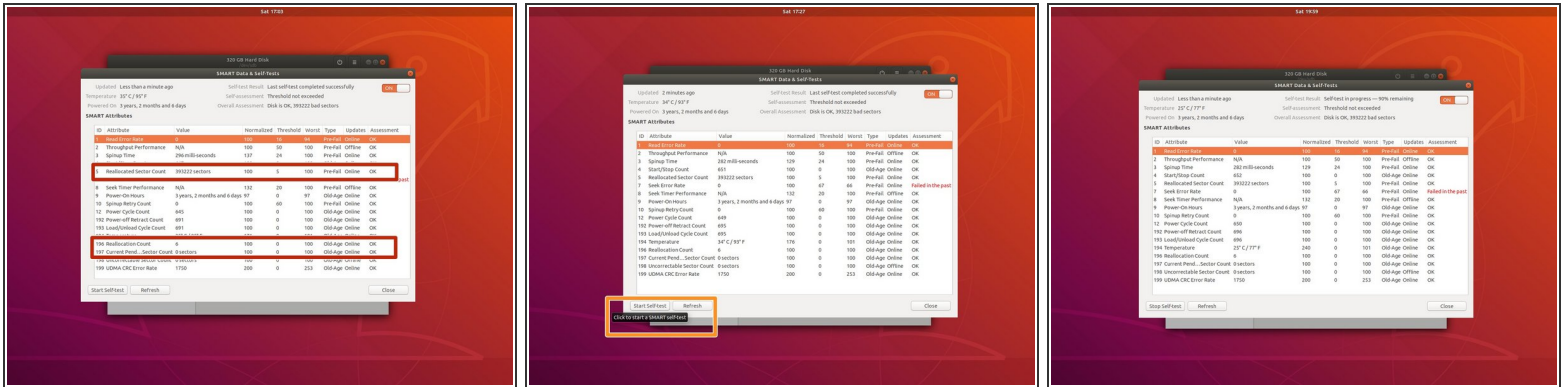 Sat 17:03
320 GB Hard Disk
SMART Data & Self-Tests
Updated Less than a minute ago Self-test Result Last self-test completed successfully ON
Temperature 35° C / 95° F Self-assessment Threshold not exceeded
Powered On 3 years, 2 months and 6 days Overall Assessment Disk is OK, 393222 bad sectors
SMART Attributes
ID Attribute Value Normalized Threshold Worst Type Updates Assessment
1 Read Error Rate 0 100 16 94 Pre-Fail Online OK
2 Throughput Performance N/A 100 50 100 Pre-Fail Offline OK
3 Spinup Time 296 milli-seconds 137 24 100 Pre-Fail Online OK
5 Reallocated Sector Count 393222 sectors 100 5 100 Pre-Fail Online OK
past
8 Seek Timer Performance N/A 132 20 100 Pre-Fail Offline OK
9 Power-On Hours 3 years, 2 months and 6 days 97 0 97 Old-Age Online OK
10 Spinup Retry Count 0 100 60 100 Pre-Fail Online OK
12 Power Cycle Count 645 100 0 100 Old-Age Online OK
192 Power-off Retract Count 691 100 0 100 Old-Age Online OK
193 Load/Unload Cycle Count 691 100 0 100 Old-Age Online OK
196 Reallocation Count 6 100 0 100 Old-Age Online OK
197 Current Pend...Sector Count 0 sectors 100 0 100 Old-Age Online OK
198 Uncorrectable Sector Count 0 sectors 100 0 100 Old-Age Offline OK
199 UDMA CRC Error Rate 1750 200 0 253 Old-Age Online OK
Start Self-test Refresh Close
Sat 17:27
320 GB Hard Disk
SMART Data & Self-Tests
Updated 2 minutes ago Self-test Result Last self-test completed successfully ON
Temperature 34° C / 93° F Self-assessment Threshold not exceeded
Powered On 3 years, 2 months and 6 days Overall Assessment Disk is OK, 393222 bad sectors
SMART Attributes
ID Attribute Value Normalized Threshold Worst Type Updates Assessment
1 Read Error Rate 0 100 16 94 Pre-Fail Online OK
2 Throughput Performance N/A 100 50 100 Pre-Fail Offline OK
3 Spinup Time 282 milli-seconds 129 24 100 Pre-Fail Online OK
4 Start/Stop Count 651 100 0 100 Old-Age Online OK
5 Reallocated Sector Count 393222 sectors 100 5 100 Pre-Fail Online OK
7 Seek Error Rate 0 100 67 66 Pre-Fail Online Failed in the past
8 Seek Timer Performance N/A 132 20 100 Pre-Fail Offline OK
9 Power-On Hours 3 years, 2 months and 6 days 97 0 97 Old-Age Online OK
10 Spinup Retry Count 0 100 60 100 Pre-Fail Online OK
12 Power Cycle Count 649 100 0 100 Old-Age Online OK
192 Power-off Retract Count 695 100 0 100 Old-Age Online OK
193 Load/Unload Cycle Count 695 100 0 100 Old-Age Online OK
194 Temperature 34° C / 93° F 176 0 101 Old-Age Online OK
196 Reallocation Count 6 100 0 100 Old-Age Online OK
197 Current Pend...Sector Count 0 sectors 100 0 100 Old-Age Online OK
198 Uncorrectable Sector Count 0 sectors 100 0 100 Old-Age Offline OK
199 UDMA CRC Error Rate 1750 200 0 253 Old-Age Online OK
Start Self-test Refresh Close
Click to start a SMART self-test
Sat 19:59
320 GB Hard Disk
SMART Data & Self-Tests
Updated Less than a minute ago Self-test Result Self-test in progress — 90% remaining ON
Temperature 25° C / 77° F Self-assessment Threshold not exceeded
Powered On 3 years, 2 months and 6 days Overall Assessment Disk is OK, 393222 bad sectors
SMART Attributes
ID Attribute Value Normalized Threshold Worst Type Updates Assessment
1 Read Error Rate 0 100 16 94 Pre-Fail Online OK
2 Throughput Performance N/A 100 50 100 Pre-Fail Offline OK
3 Spinup Time 282 milli-seconds 129 24 100 Pre-Fail Online OK
4 Start/Stop Count 652 100 0 100 Old-Age Online OK
5 Reallocated Sector Count 393222 sectors 100 5 100 Pre-Fail Online OK
7 Seek Error Rate 0 100 67 66 Pre-Fail Online Failed in the past
8 Seek Timer Performance N/A 132 20 100 Pre-Fail Offline OK
9 Power-On Hours 3 years, 2 months and 6 days 97 0 97 Old-Age Online OK
10 Spinup Retry Count 0 100 60 100 Pre-Fail Online OK
12 Power Cycle Count 650 100 0 100 Old-Age Online OK
192 Power-off Retract Count 696 100 0 100 Old-Age Online OK
193 Load/Unload Cycle Count 696 100 0 100 Old-Age Online OK
194 Temperature 25° C / 77° F 240 0 101 Old-Age Online OK
196 Reallocation Count 6 100 0 100 Old-Age Online OK
197 Current Pend...Sector Count 0 sectors 100 0 100 Old-Age Online OK
198 Uncorrectable Sector Count 0 sectors 100 0 100 Old-Age Offline OK
199 UDMA CRC Error Rate 1750 200 0 253 Old-Age Online OK
Stop Self-test Refresh Close